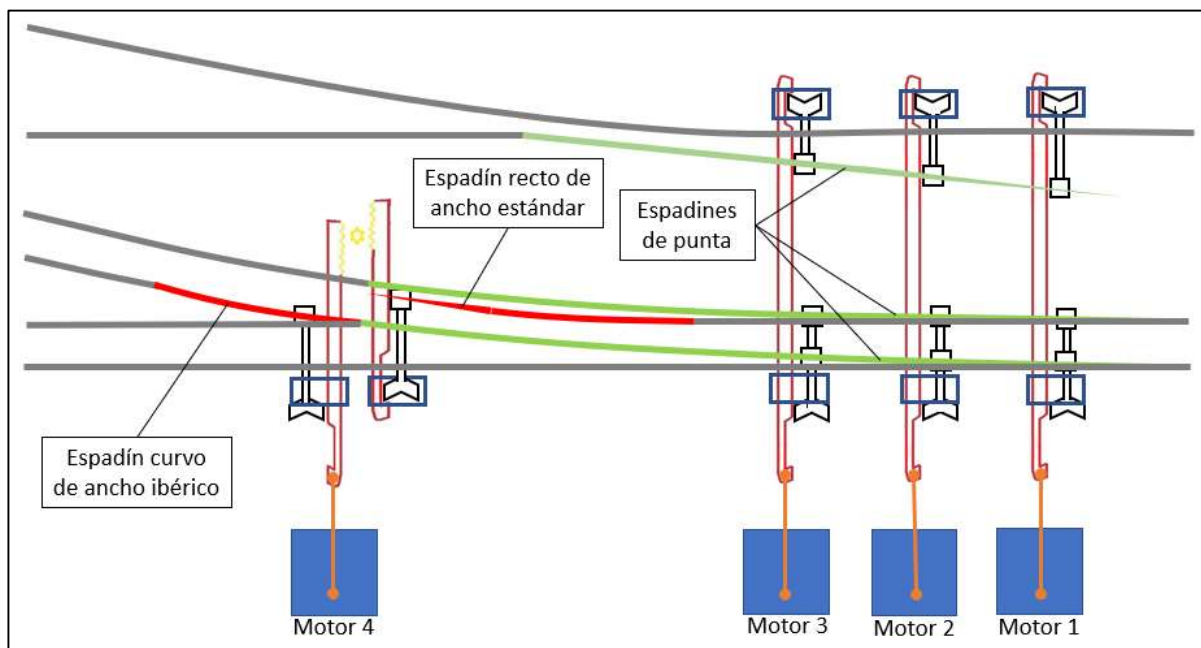 Espadín recto de
ancho estándar
Espadines
de punta
Espadín curvo
de ancho ibérico
Motor 4
Motor 3
Motor 2
Motor 1